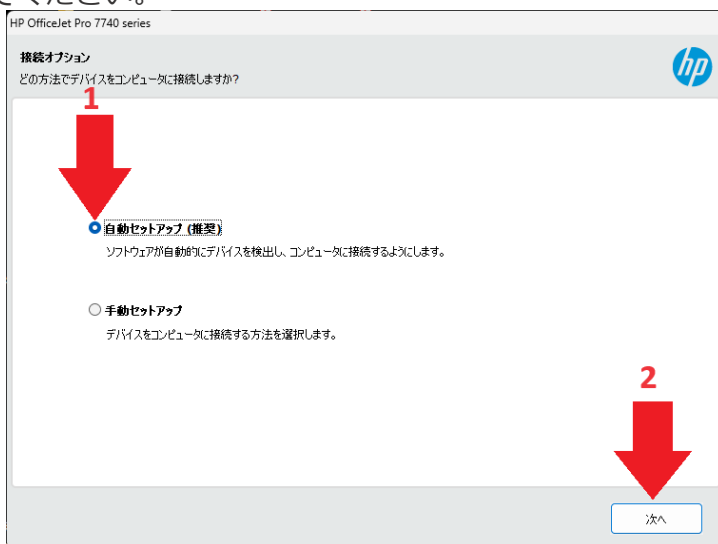 ください。
HP OfficeJet Pro 7740 series
接続オプション
どの方法でデバイスをコンピュータに接続しますか?
hp
1
自動セットアップ (推奨)
ソフトウェアが自動的にデバイスを検出し、コンピュータに接続するようにします。
手動セットアップ
デバイスをコンピュータに接続する方法を選択します。
2
次へ